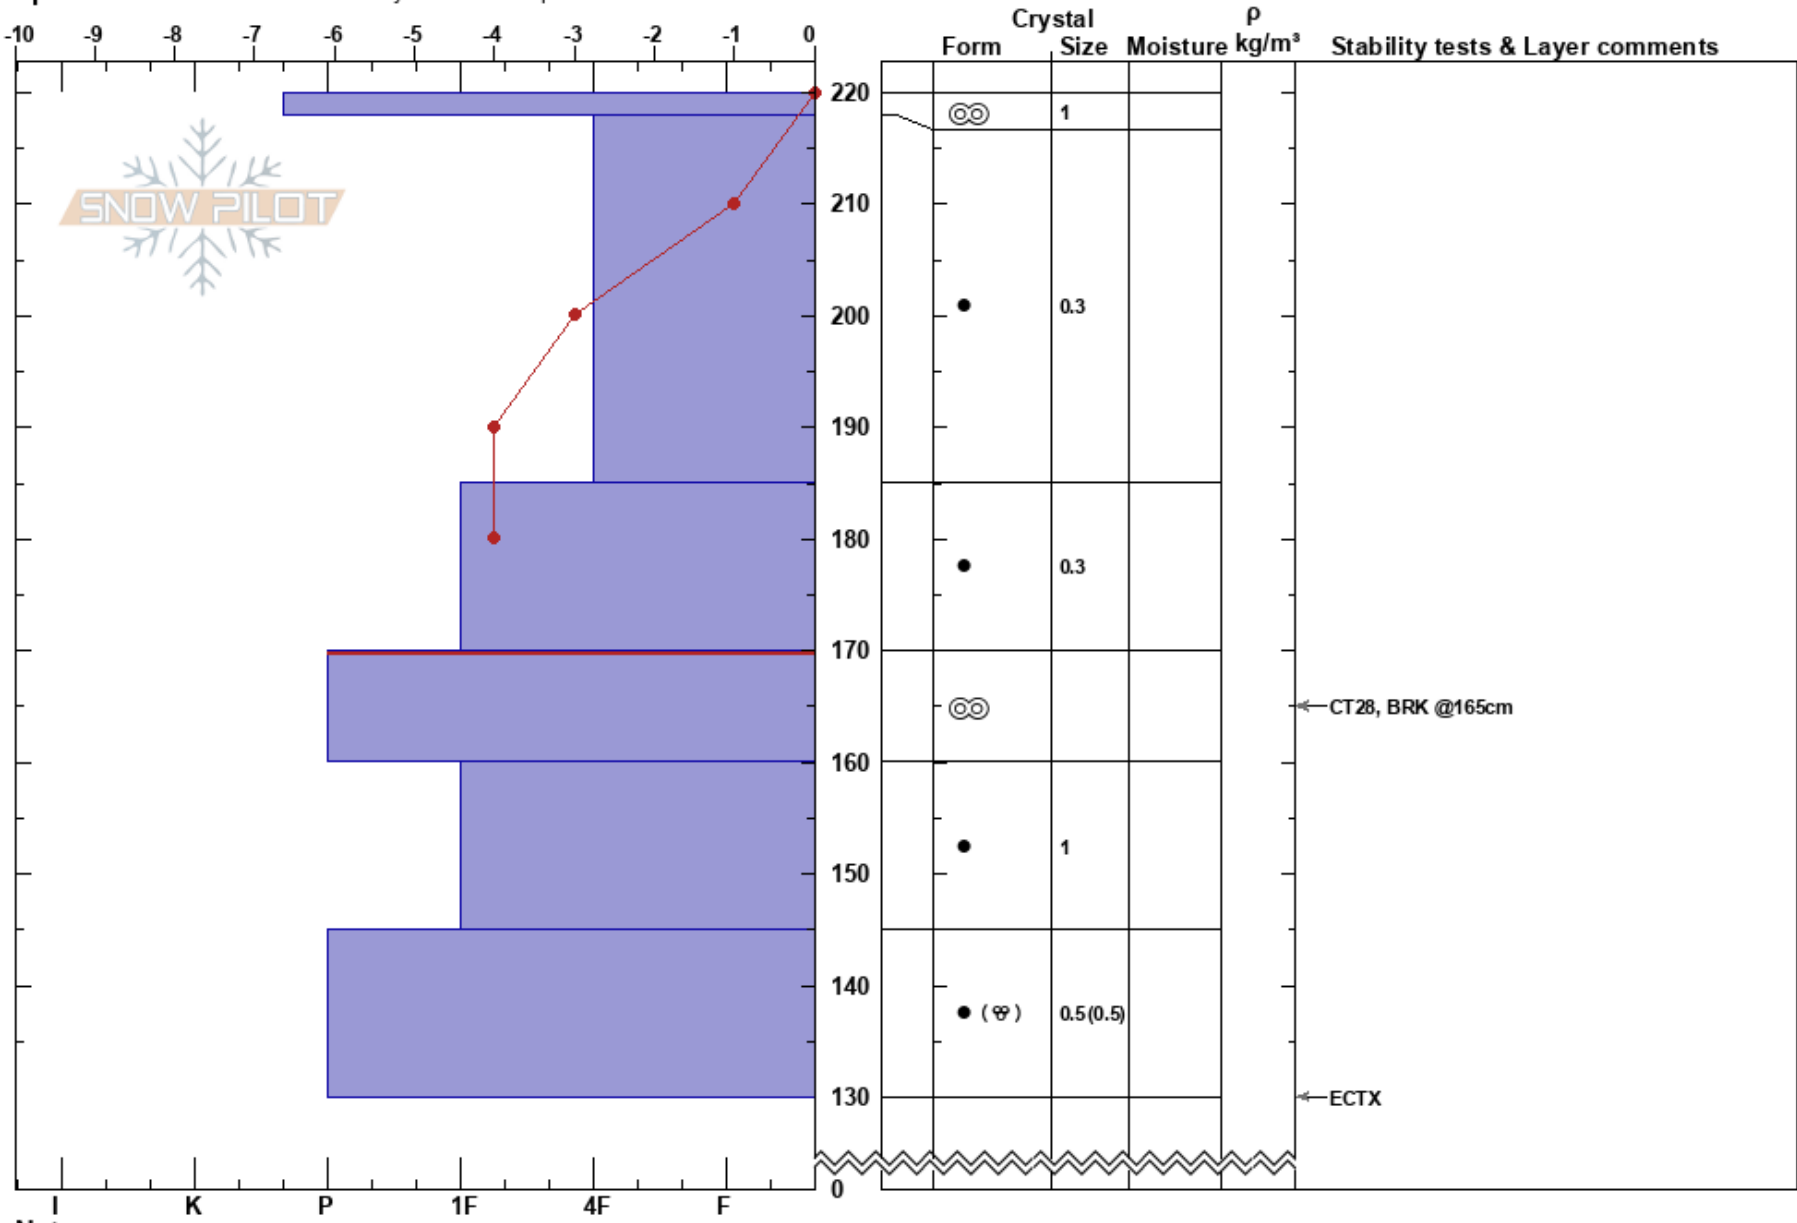 Crystal ρ
-10 -9 -8 -7 -6 -5 -4 -3 -2 -1 0 Form Size Moisture kg/m³ Stability tests & Layer comments
220 1
SNOW PILOT
210
200 0.3
190
180
0.3
170
165 CT28, BRK @165cm
160
1
150
140
( ) 0.5(0.5)
130 ECTX
0
I K P 1F 4F F